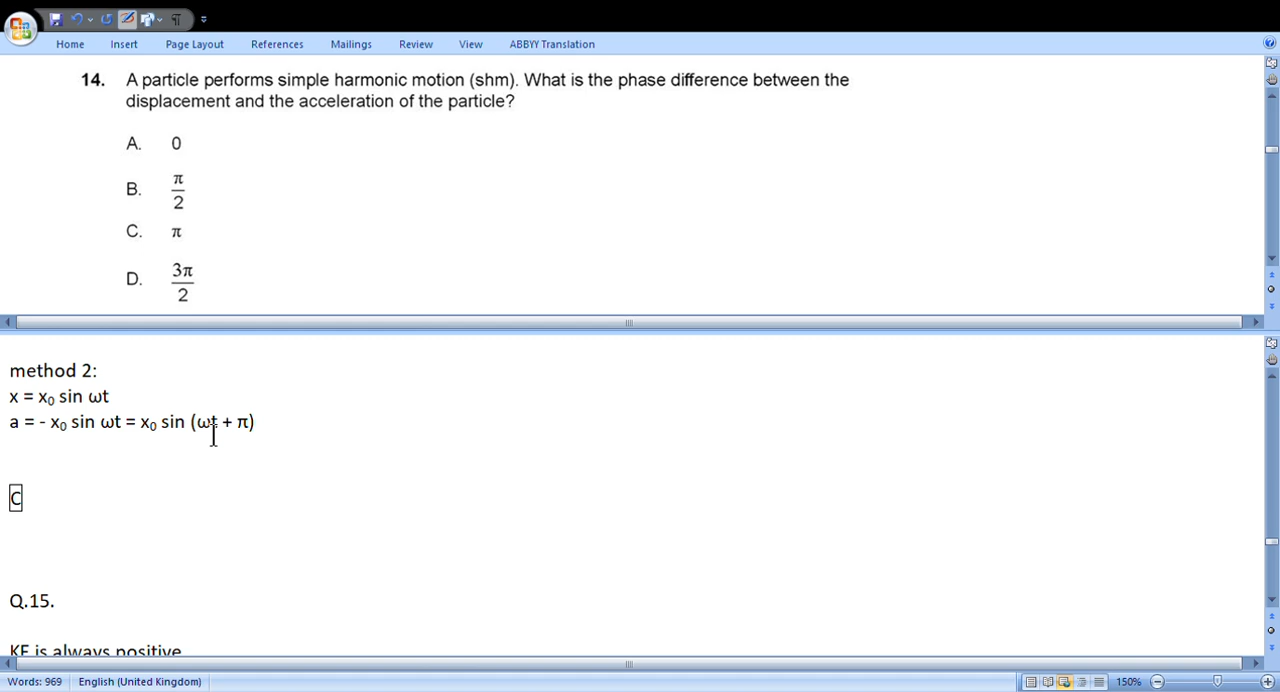 Home Insert Page Layout References Mailings Review View ABBYY Translation
14. A particle performs simple harmonic motion (shm). What is the phase difference between the
displacement and the acceleration of the particle?
A. 0
B. π/2
C. π
D. 3π/2
method 2:
x = x₀ sin ωt
a = - x₀ sin ωt = x₀ sin (ωt + π)
C
Q.15.
KE is always positive
Words: 969 English (United Kingdom) 150%